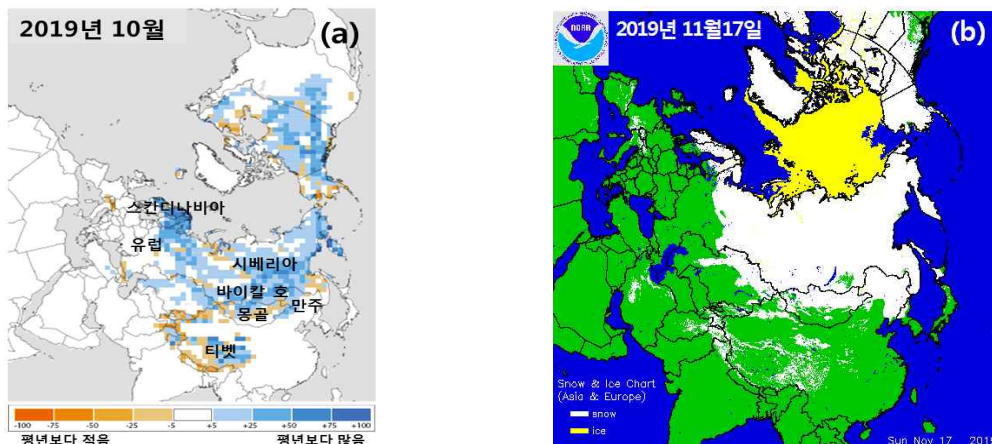 2019년 10월
(a)
스칸디나비아
유럽
시베리아
바이칼 호
만주
몽골
티벳
-100 -75 -50 -25 -5 +5 +25 +50 +75 +100
평년보다 적음 평년보다 많음
NOAA
2019년 11월17일
(b)
Snow & Ice Chart
(Asia & Europe)
snow
ice
Sun Nov 17 201